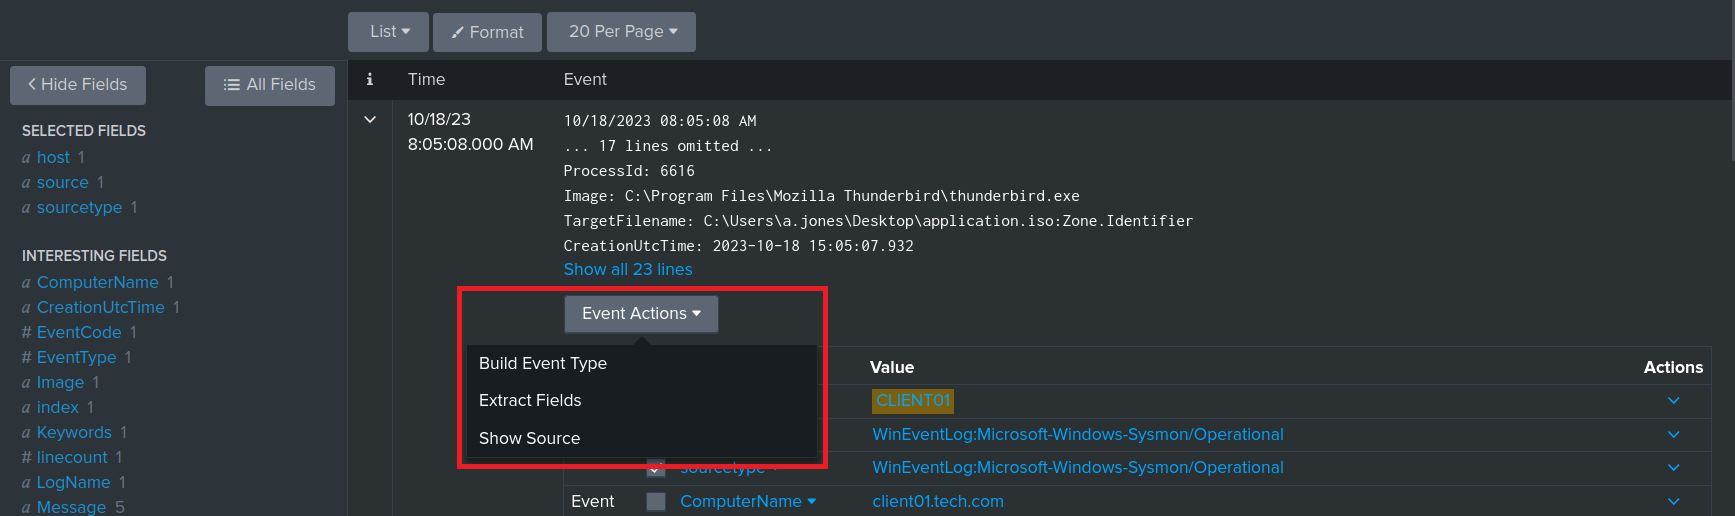 List
Format
20 Per Page
Hide Fields
All Fields
SELECTED FIELDS
a host 1
a source 1
a sourcetype 1
INTERESTING FIELDS
a ComputerName 1
a CreationUtcTime 1
# EventCode 1
# EventType 1
a Image 1
a index 1
a Keywords 1
# linecount 1
a LogName 1
a Message 5
i Time Event
10/18/23
8:05:08.000 AM
10/18/2023 08:05:08 AM
... 17 lines omitted ...
ProcessId: 6616
Image: C:\Program Files\Mozilla Thunderbird\thunderbird.exe
TargetFilename: C:\Users\a.jones\Desktop\application.iso:Zone.Identifier
CreationUtcTime: 2023-10-18 15:05:07.932
Show all 23 lines
Event Actions
Build Event Type
Extract Fields
Show Source
Value Actions
CLIENT01
WinEventLog:Microsoft-Windows-Sysmon/Operational
sourcetype WinEventLog:Microsoft-Windows-Sysmon/Operational
Event ComputerName client01.tech.com